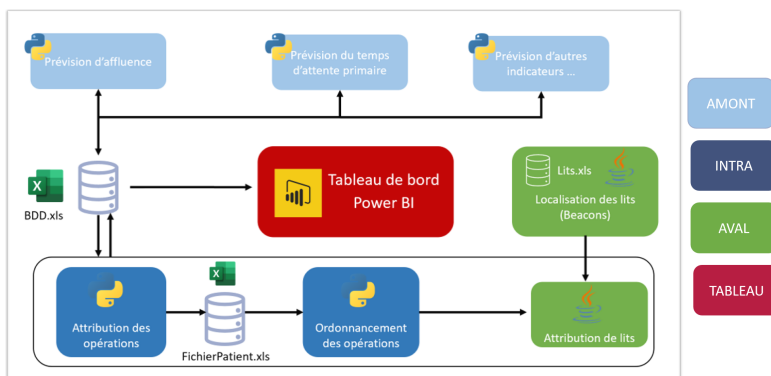 Prévision d'affluence
Prévision du temps
d'attente primaire
Prévision d'autres
indicateurs ...
AMONT
INTRA
AVAL
TABLEAU
BDD.xls
Tableau de bord
Power BI
Lits.xls
Localisation des lits
(Beacons)
Attribution des
opérations
FichierPatient.xls
Ordonnancement
des opérations
Attribution de lits